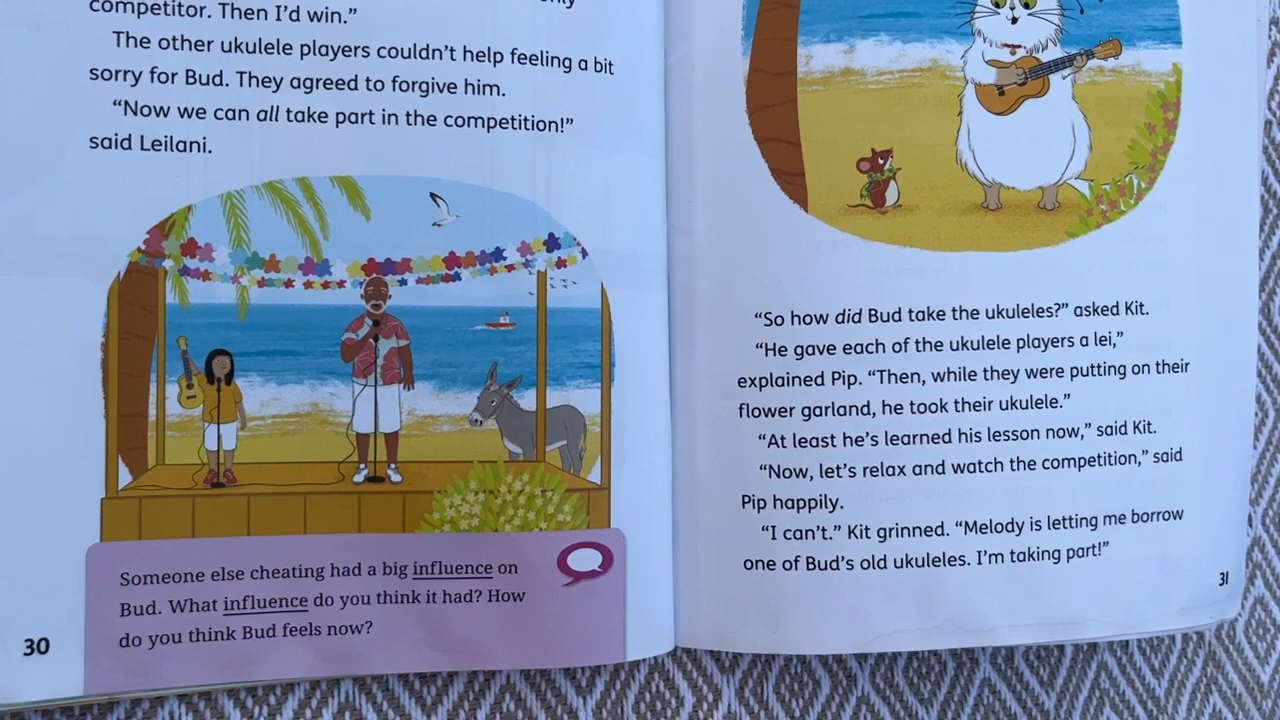 competitor. Then I'd win.”
The other ukulele players couldn't help feeling a bit
sorry for Bud. They agreed to forgive him.
“Now we can all take part in the competition!”
said Leilani.
Someone else cheating had a big influence on
Bud. What influence do you think it had? How
do you think Bud feels now?
30
“So how did Bud take the ukuleles?” asked Kit.
“He gave each of the ukulele players a lei,”
explained Pip. “Then, while they were putting on their
flower garland, he took their ukulele.”
“At least he's learned his lesson now,” said Kit.
“Now, let's relax and watch the competition,” said
Pip happily.
“I can't.” Kit grinned. “Melody is letting me borrow
one of Bud's old ukuleles. I'm taking part!”
31